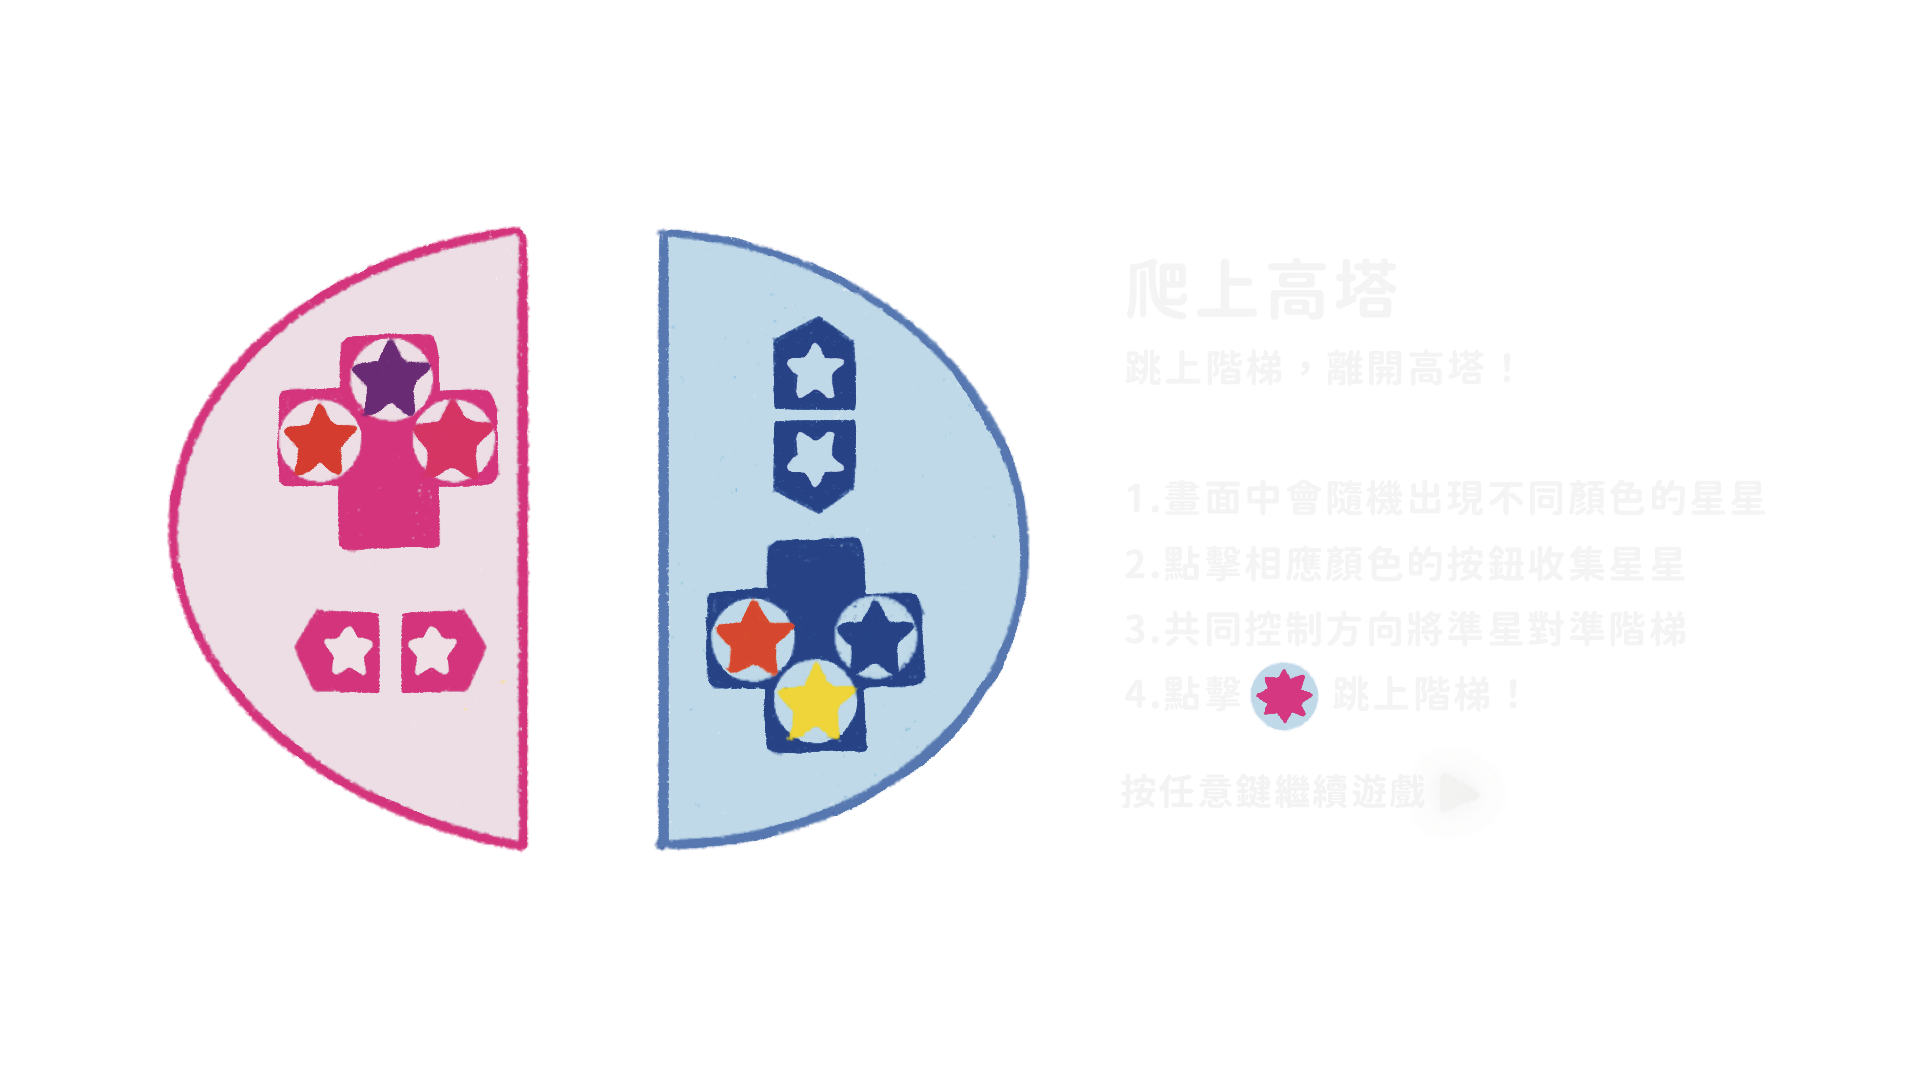 爬上高塔
跳上階梯，離開高塔！
1.畫面中會隨機出現不同顏色的星星
2.點擊相應顏色的按鈕收集星星
3.共同控制方向將準星對準階梯
4.點擊 跳上階梯！
按任意鍵繼續遊戲